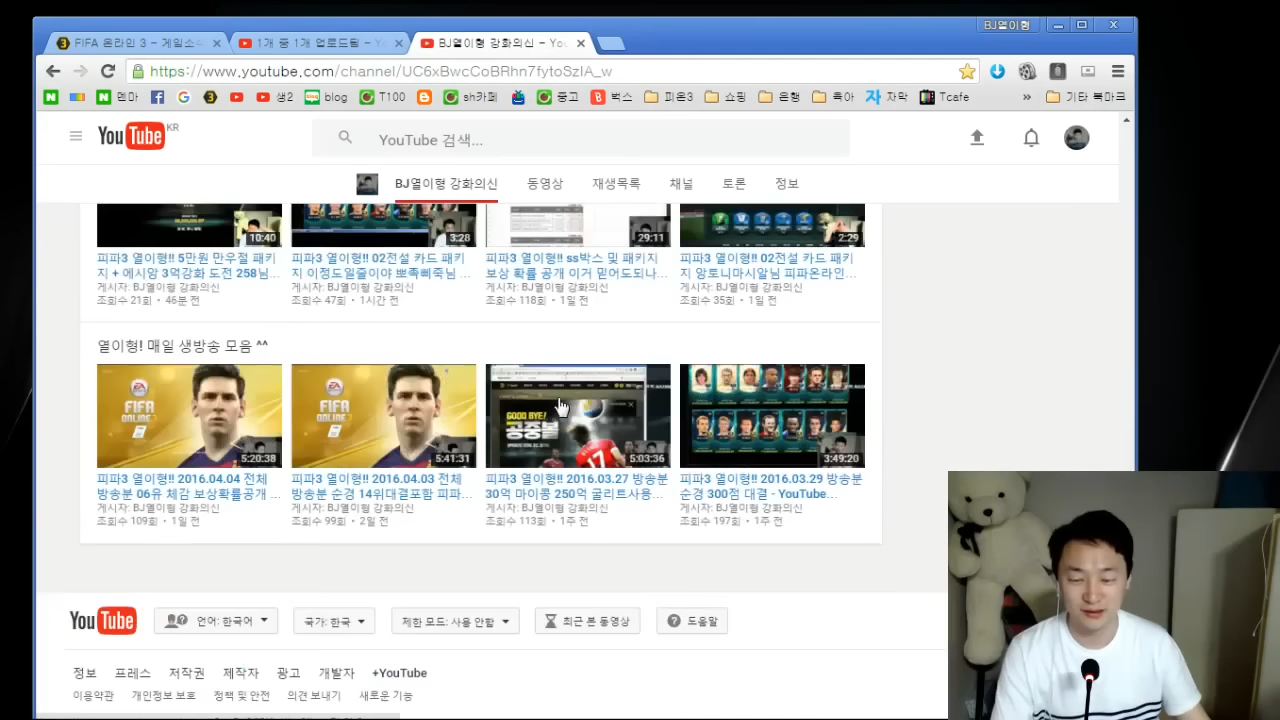 BJ열이형
FIFA 온라인 3 - 게임소
1개 중 1개 업로드됨 - Yo
BJ열이형 강화의신 - You
https://www.youtube.com/channel/UC6xBwcCoBRhn7fytoSzIA_w
덴마 생2 blog T100 sh카페 중고 벅스 피온3 쇼핑 은행 육아 자막 Tcafe » 기타 북마크
YouTube KR
YouTube 검색...
BJ열이형 강화의신 동영상 재생목록 채널 토론 정보
10:40
3:28
29:11
2:29
피파3 열이형!! 5만원 만우절 패키
지 + 에시앙 3억강화 도전 258님...
게시자: BJ열이형 강화의신
조회수 21회 • 46분 전
피파3 열이형!! 02전설 카드 패키
지 이정도일줄이야 뽀족삐죽님 ...
게시자: BJ열이형 강화의신
조회수 47회 • 1시간 전
피파3 열이형!! ss박스 및 패키지
보상 확률 공개 이거 믿어도되나...
게시자: BJ열이형 강화의신
조회수 118회 • 1일 전
피파3 열이형!! 02전설 카드 패키
지 앙토니마시알님 피파온라인...
게시자: BJ열이형 강화의신
조회수 35회 • 1일 전
열이형! 매일 생방송 모음 ^^
EA
FIFA
ONLINE 3
5:20:38
EA
FIFA
ONLINE 3
5:41:31
GOOD BYE!
공중볼
17
5:03:36
3:49:20
피파3 열이형!! 2016.04.04 전체
방송분 06유 체감 보상확률공개 ...
게시자: BJ열이형 강화의신
조회수 109회 • 1일 전
피파3 열이형!! 2016.04.03 전체
방송분 순경 14위대결포함 피파...
게시자: BJ열이형 강화의신
조회수 99회 • 2일 전
피파3 열이형!! 2016.03.27 방송분
30억 마이콩 250억 굴리트사용...
게시자: BJ열이형 강화의신
조회수 113회 • 1주 전
피파3 열이형!! 2016.03.29 방송분
순경 300점 대결 - YouTube...
게시자: BJ열이형 강화의신
조회수 197회 • 1주 전
YouTube 언어: 한국어 국가: 한국 제한 모드: 사용 안함 최근 본 동영상 도움말
정보 프레스 저작권 제작자 광고 개발자 +YouTube
이용약관 개인정보 보호 정책 및 안전 의견 보내기 새로운 기능